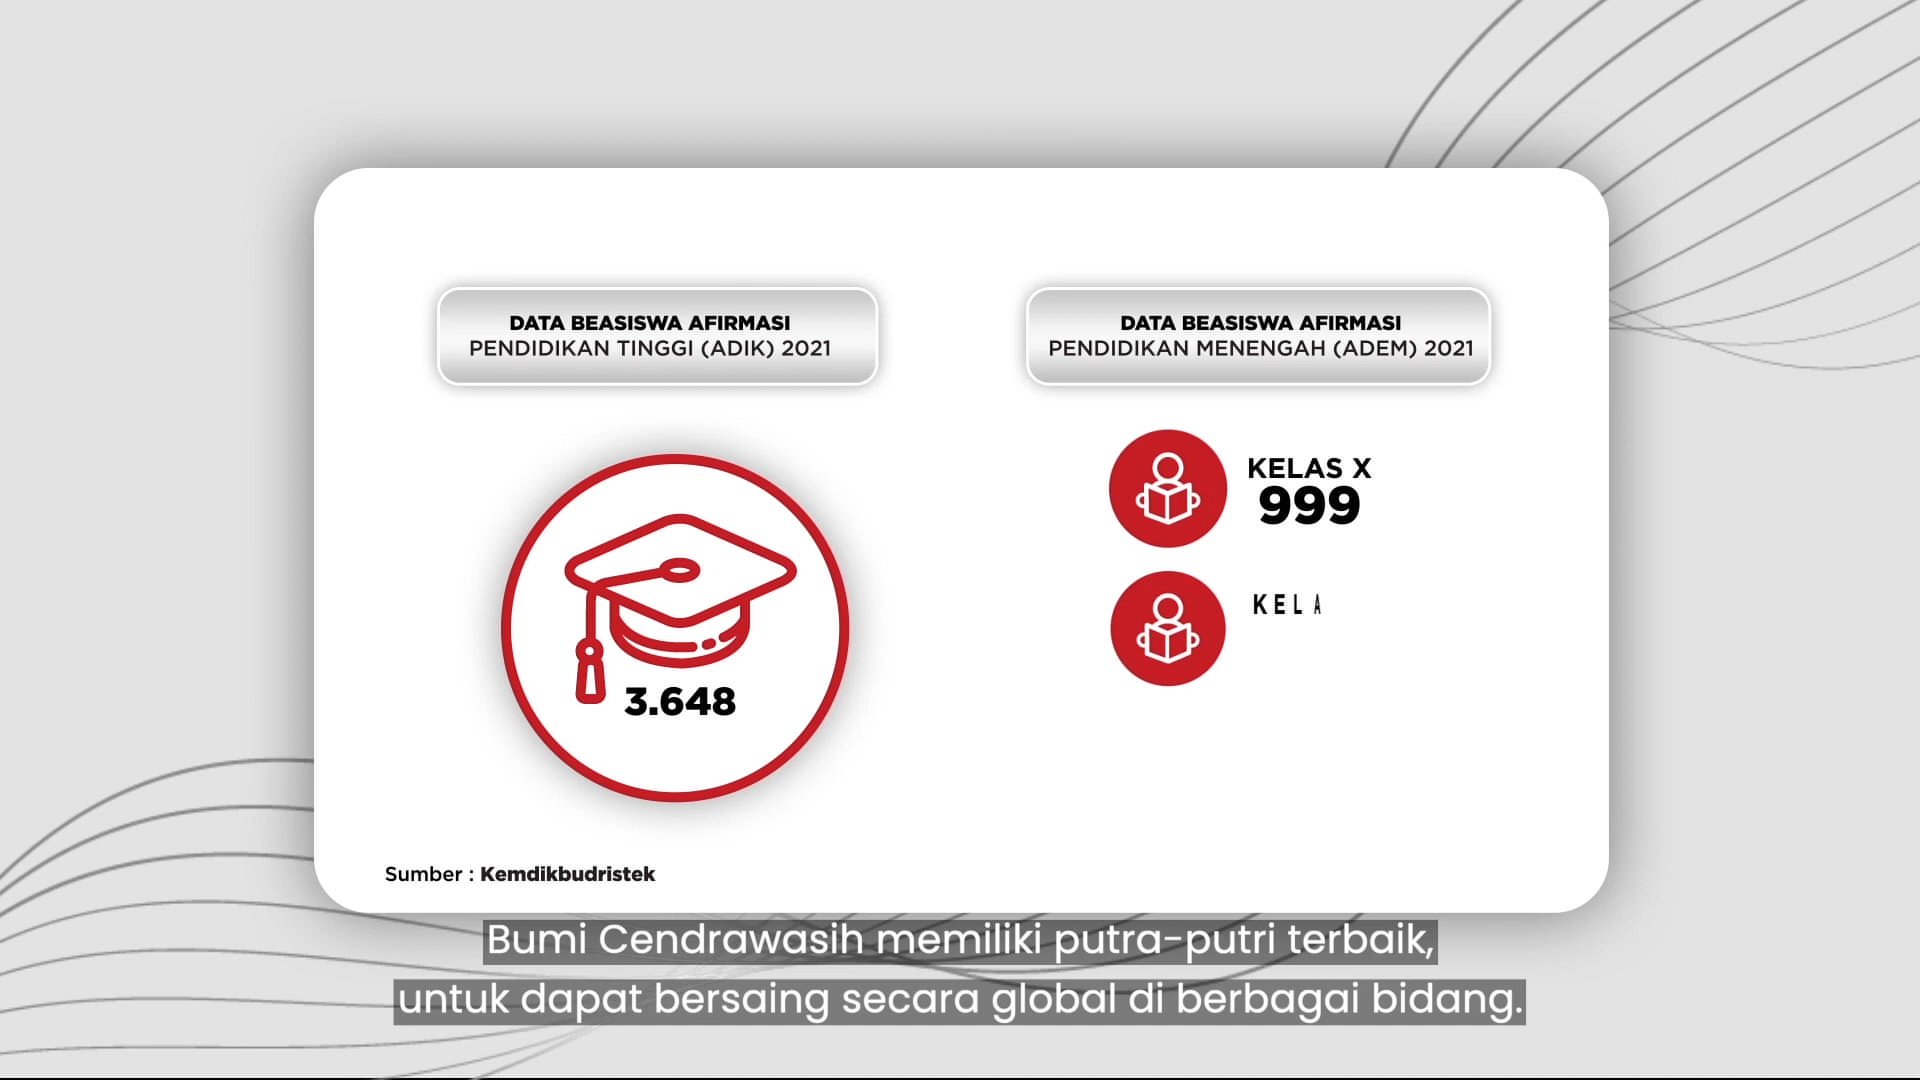 DATA BEASISWA AFIRMASI
PENDIDIKAN TINGGI (ADIK) 2021
3.648
DATA BEASISWA AFIRMASI
PENDIDIKAN MENENGAH (ADEM) 2021
KELAS X
999
KELA
Sumber : Kemdikbudristek
Bumi Cendrawasih memiliki putra-putri terbaik,
untuk dapat bersaing secara global di berbagai bidang.